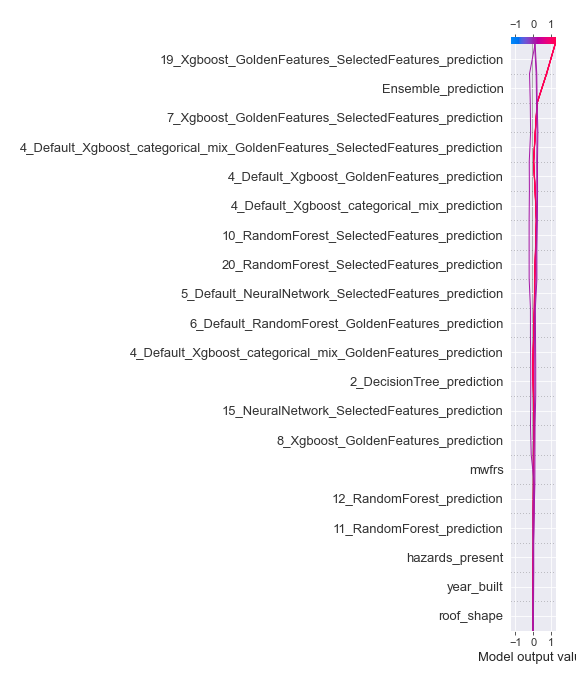 −1 0 1
19_Xgboost_GoldenFeatures_SelectedFeatures_prediction
Ensemble_prediction
7_Xgboost_GoldenFeatures_SelectedFeatures_prediction
4_Default_Xgboost_categorical_mix_GoldenFeatures_SelectedFeatures_prediction
4_Default_Xgboost_GoldenFeatures_prediction
4_Default_Xgboost_categorical_mix_prediction
10_RandomForest_SelectedFeatures_prediction
20_RandomForest_SelectedFeatures_prediction
5_Default_NeuralNetwork_SelectedFeatures_prediction
6_Default_RandomForest_GoldenFeatures_prediction
4_Default_Xgboost_categorical_mix_GoldenFeatures_prediction
2_DecisionTree_prediction
15_NeuralNetwork_SelectedFeatures_prediction
8_Xgboost_GoldenFeatures_prediction
mwfrs
12_RandomForest_prediction
11_RandomForest_prediction
hazards_present
year_built
roof_shape
−1 0 1
Model output valu